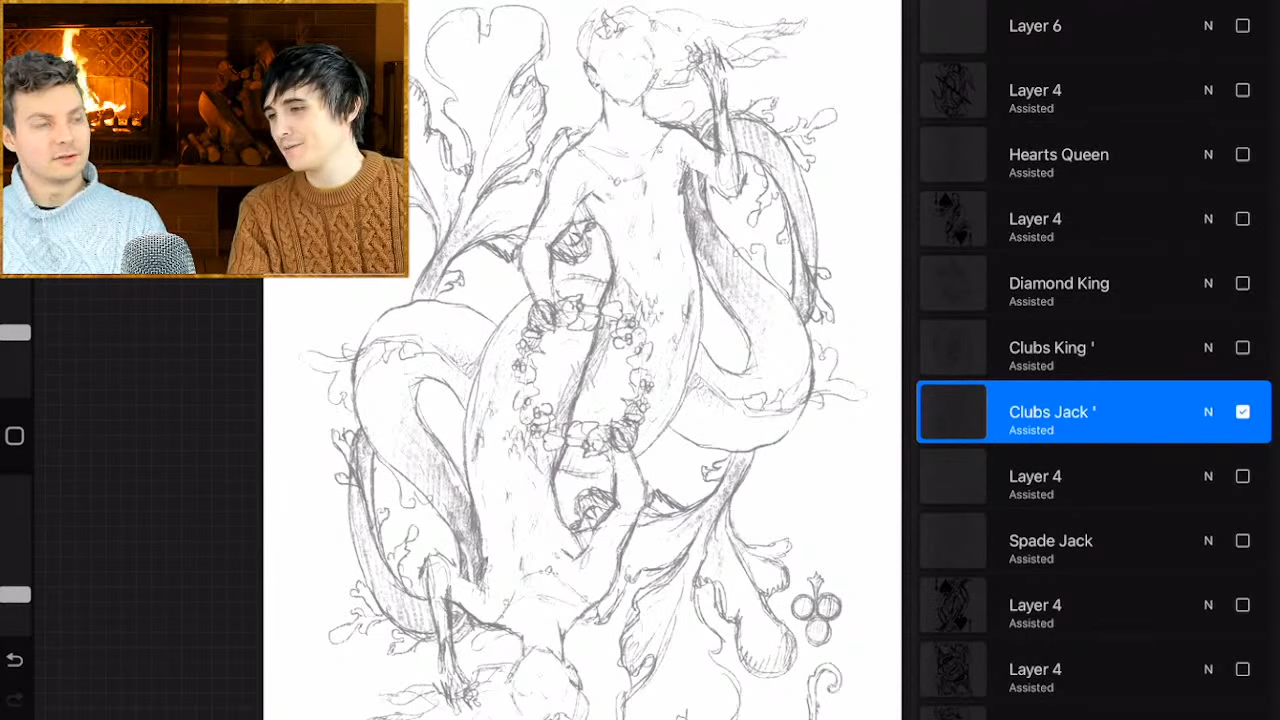 Layer 6
N
Layer 4
Assisted
N
Hearts Queen
Assisted
N
Layer 4
Assisted
N
Diamond King
Assisted
N
Clubs King '
Assisted
N
Clubs Jack '
Assisted
N
Layer 4
Assisted
N
Spade Jack
Assisted
N
Layer 4
Assisted
N
Layer 4
Assisted
N